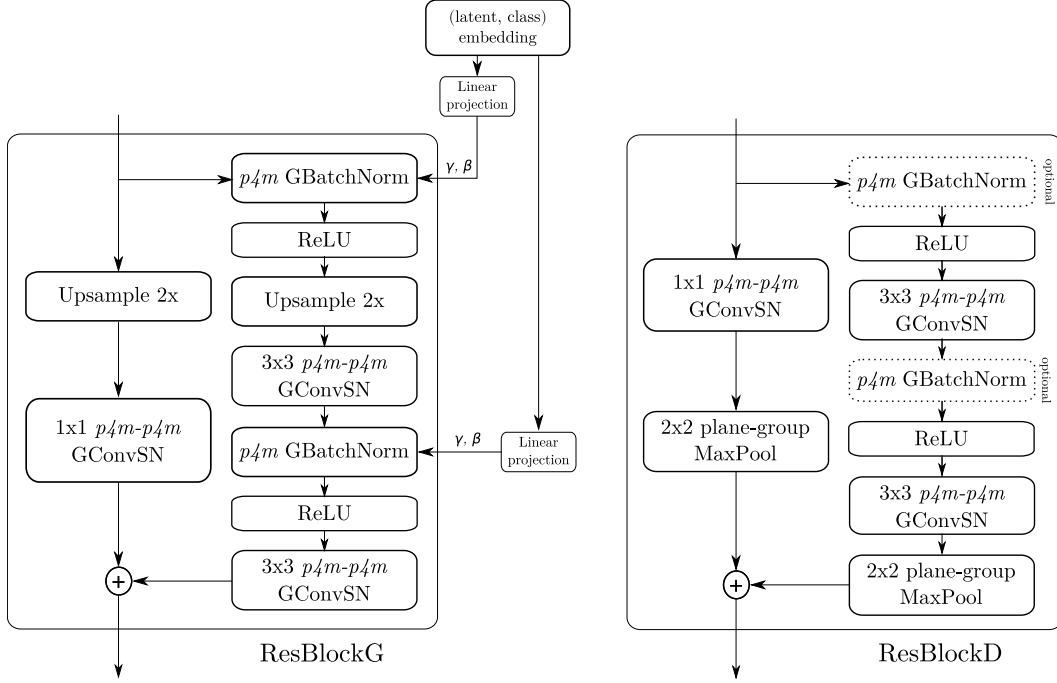 (latent, class)
embedding
Linear
projection
γ, β
p4m GBatchNorm
ReLU
Upsample 2x
Upsample 2x
3x3 p4m-p4m
GConvSN
1x1 p4m-p4m
GConvSN
γ, β
Linear
projection
p4m GBatchNorm
ReLU
3x3 p4m-p4m
GConvSN
+
ResBlockG
p4m GBatchNorm
optional
ReLU
1x1 p4m-p4m
GConvSN
3x3 p4m-p4m
GConvSN
p4m GBatchNorm
optional
2x2 plane-group
MaxPool
ReLU
3x3 p4m-p4m
GConvSN
2x2 plane-group
MaxPool
+
ResBlockD